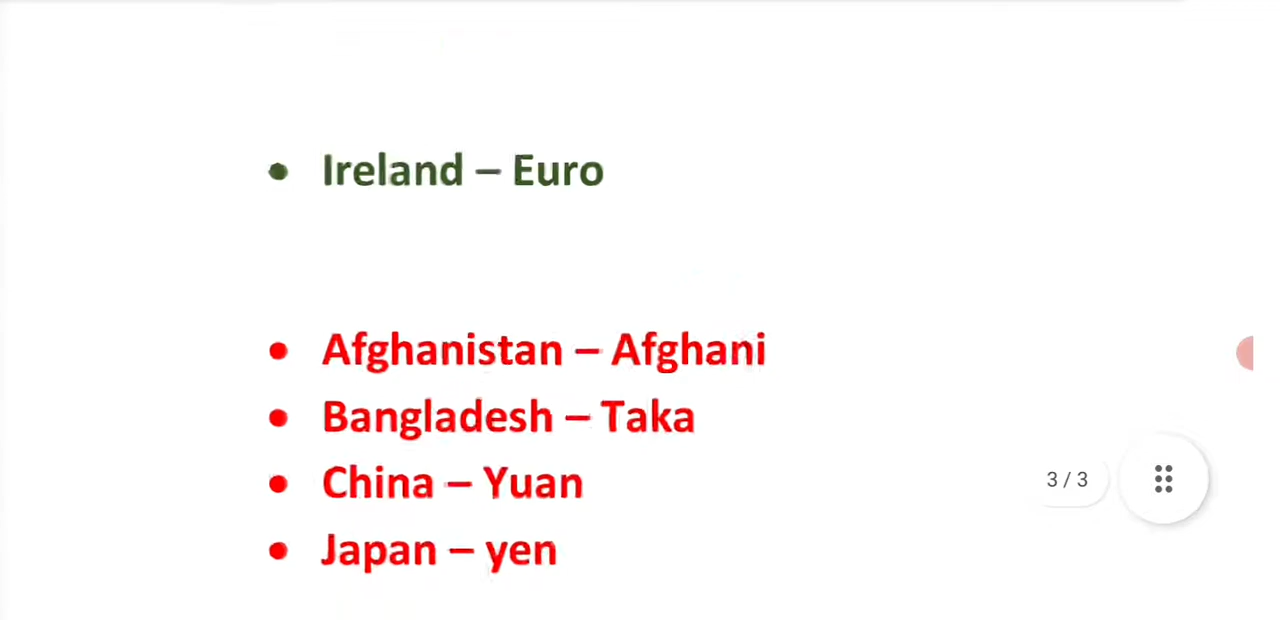 • Ireland – Euro
• Afghanistan – Afghani
• Bangladesh – Taka
• China – Yuan
3 / 3
• Japan – yen